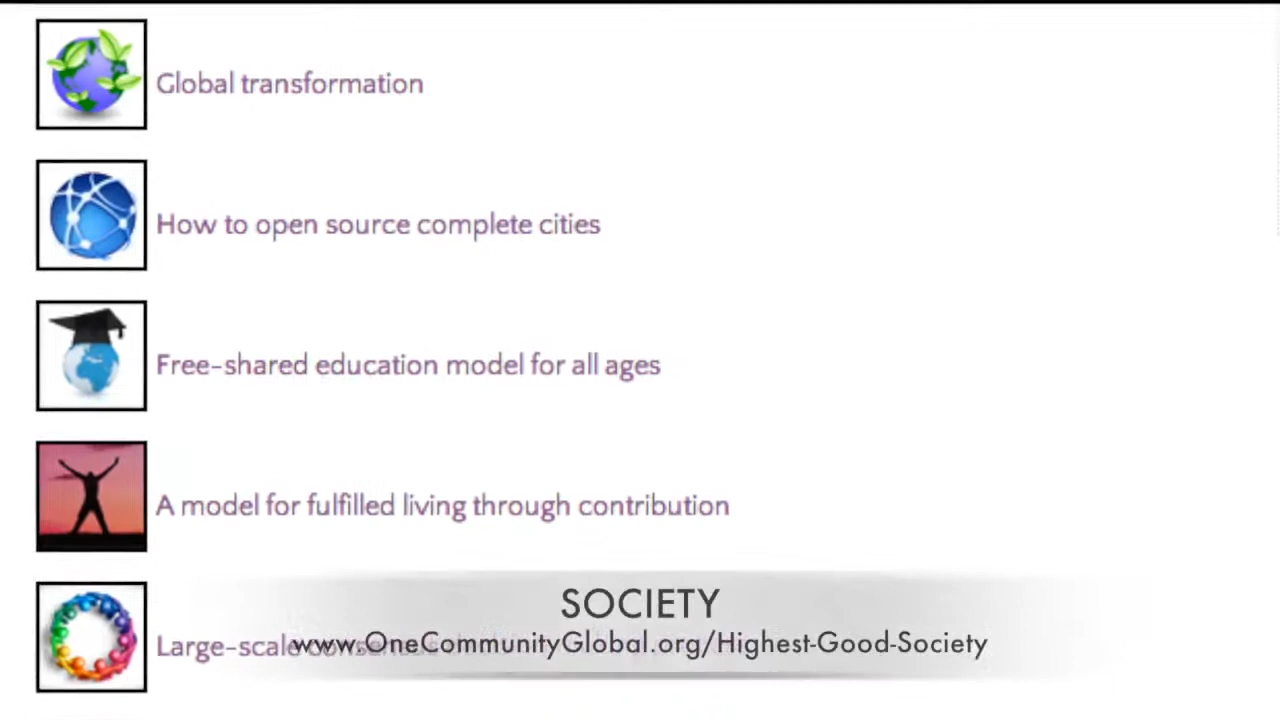 Global transformation
How to open source complete cities
Free-shared education model for all ages
A model for fulfilled living through contribution
SOCIETY
Large-scale
www.OneCommunityGlobal.org/Highest-Good-Society